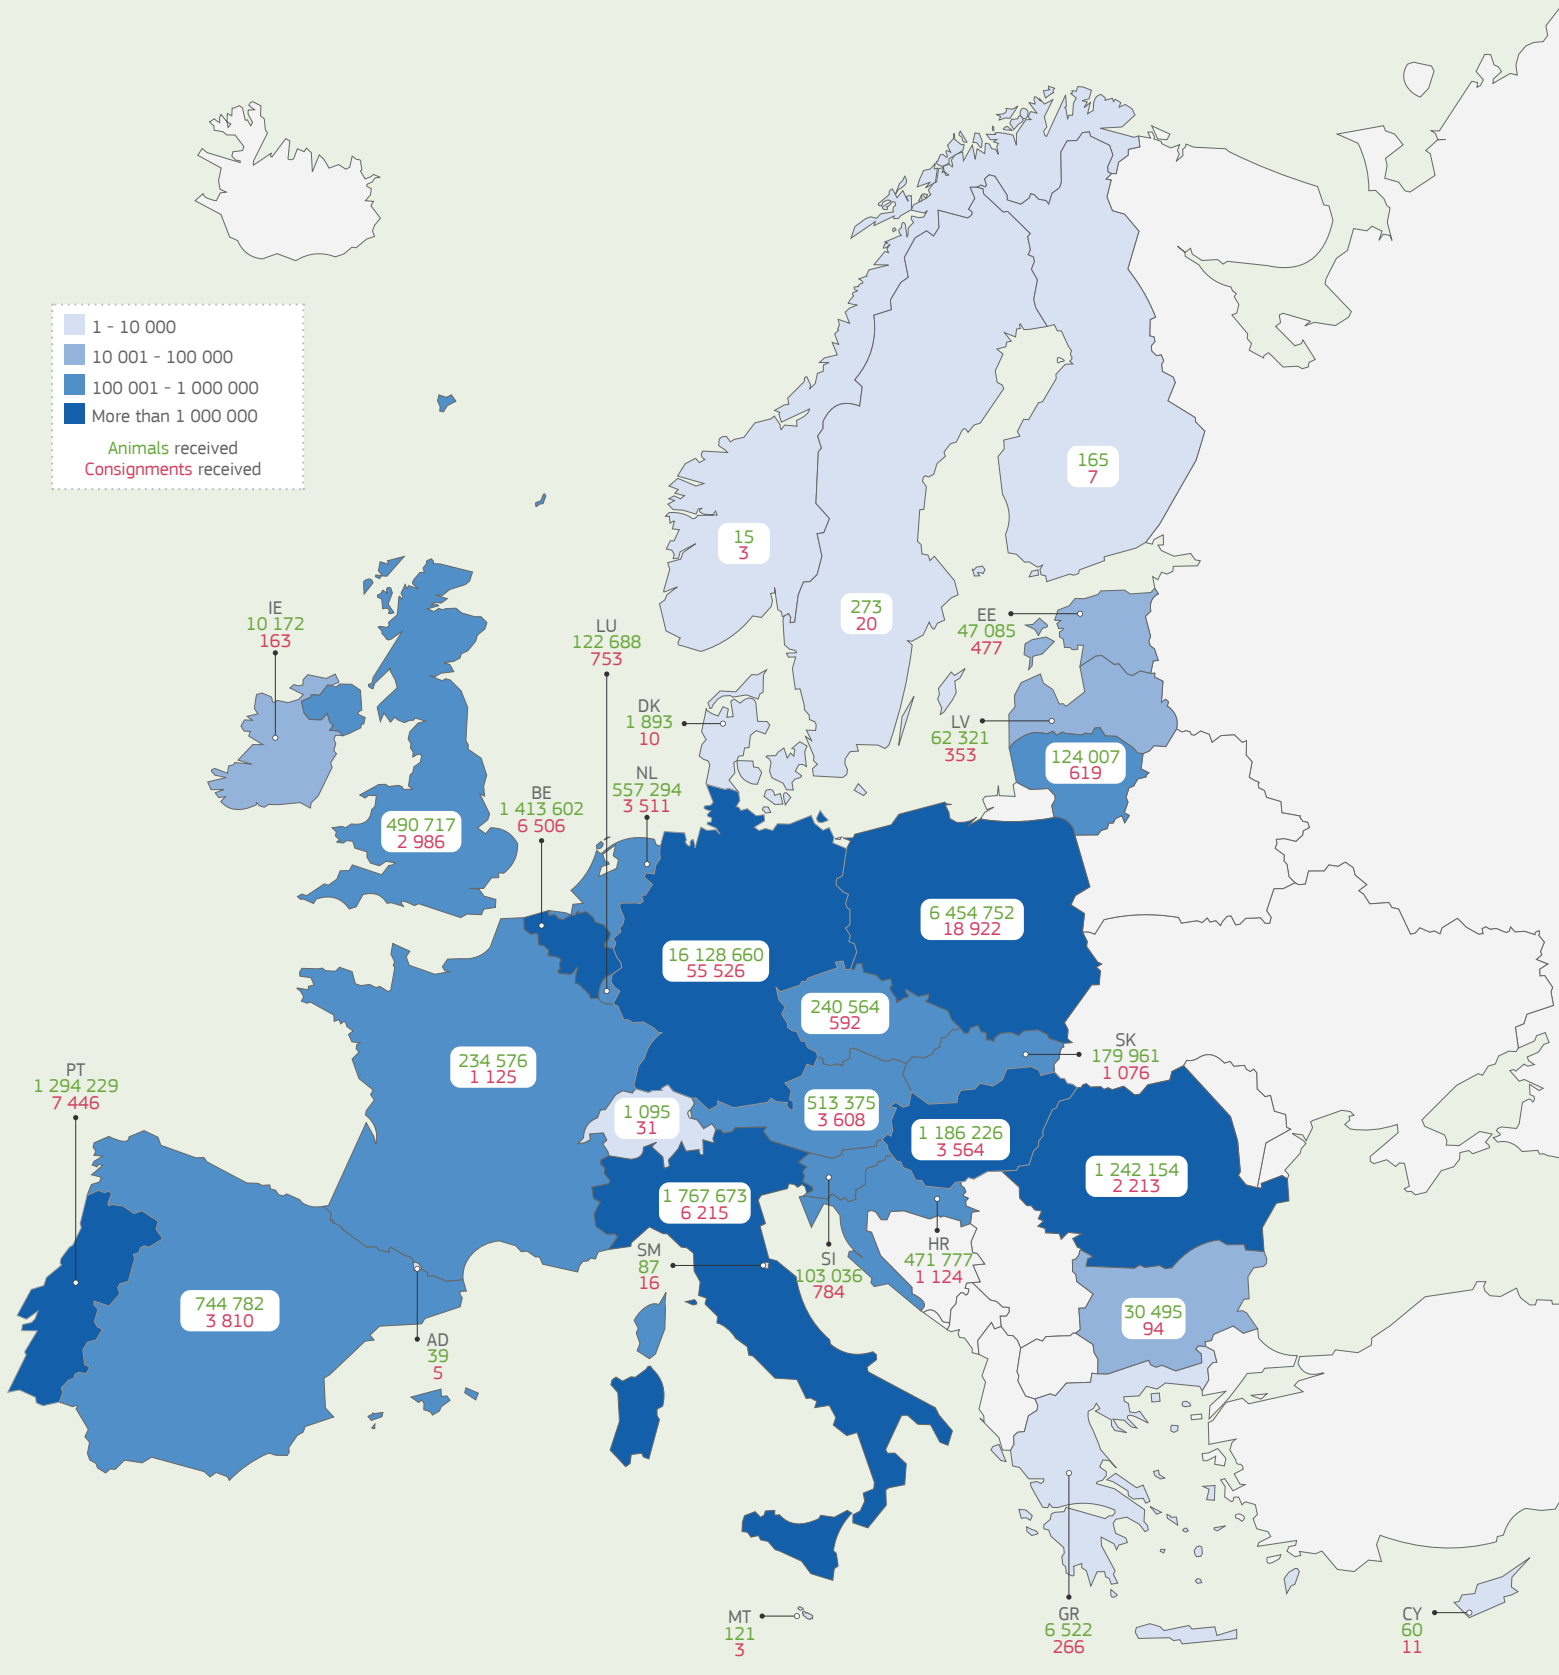 1 - 10 000
10 001 - 100 000
100 001 - 1 000 000
More than 1 000 000
Animals received
Consignments received
165
7
15
3
273
20
IE
10 172
163
LU
122 688
753
EE
47 085
477
DK
1 893
10
LV
62 321
353
124 007
619
NL
557 294
3 511
BE
1 413 602
6 506
490 717
2 986
6 454 752
18 922
16 128 660
55 526
240 564
592
SK
179 961
1 076
234 576
1 125
PT
1 294 229
7 446
513 375
3 608
1 095
31
1 186 226
3 564
1 242 154
2 213
1 767 673
6 215
SM
87
16
SI
103 036
784
HR
471 777
1 124
744 782
3 810
30 495
94
AD
39
5
MT
121
3
GR
6 522
266
CY
60
11